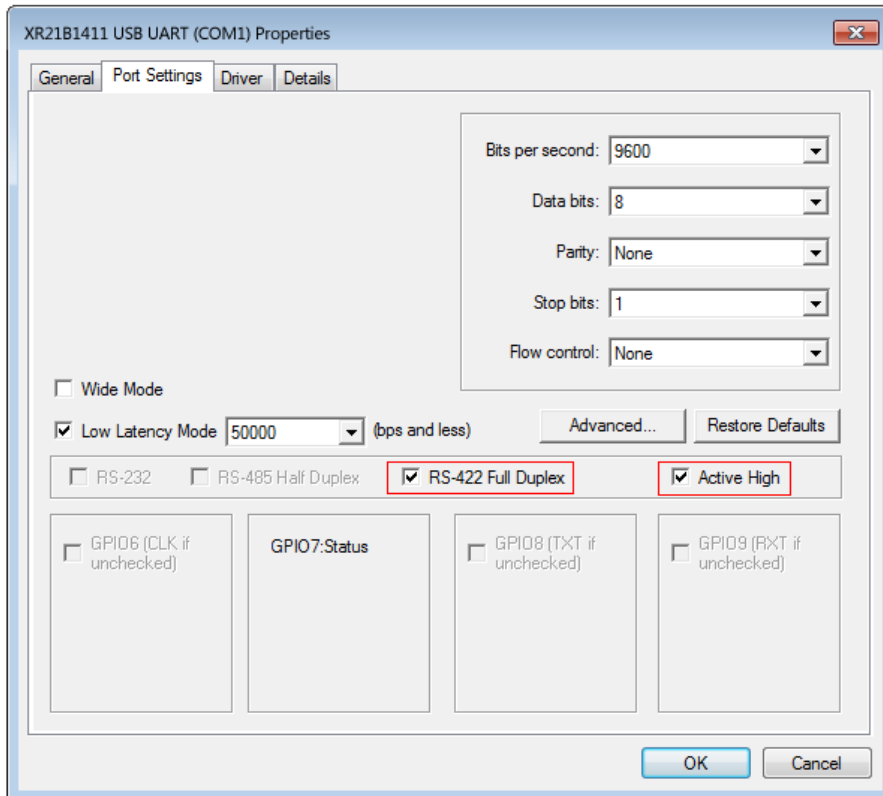 XR21B1411 USB UART (COM1) Properties
General Port Settings Driver Details
Bits per second: 9600
Data bits: 8
Parity: None
Stop bits: 1
Flow control: None
Wide Mode
Low Latency Mode 50000 (bps and less) Advanced... Restore Defaults
RS-232 RS-485 Half Duplex RS-422 Full Duplex Active High
GPIO6 (CLK if
unchecked)
GPIO7:Status
GPIO8 (TXT if
unchecked)
GPIO9 (RXT if
unchecked)
OK Cancel